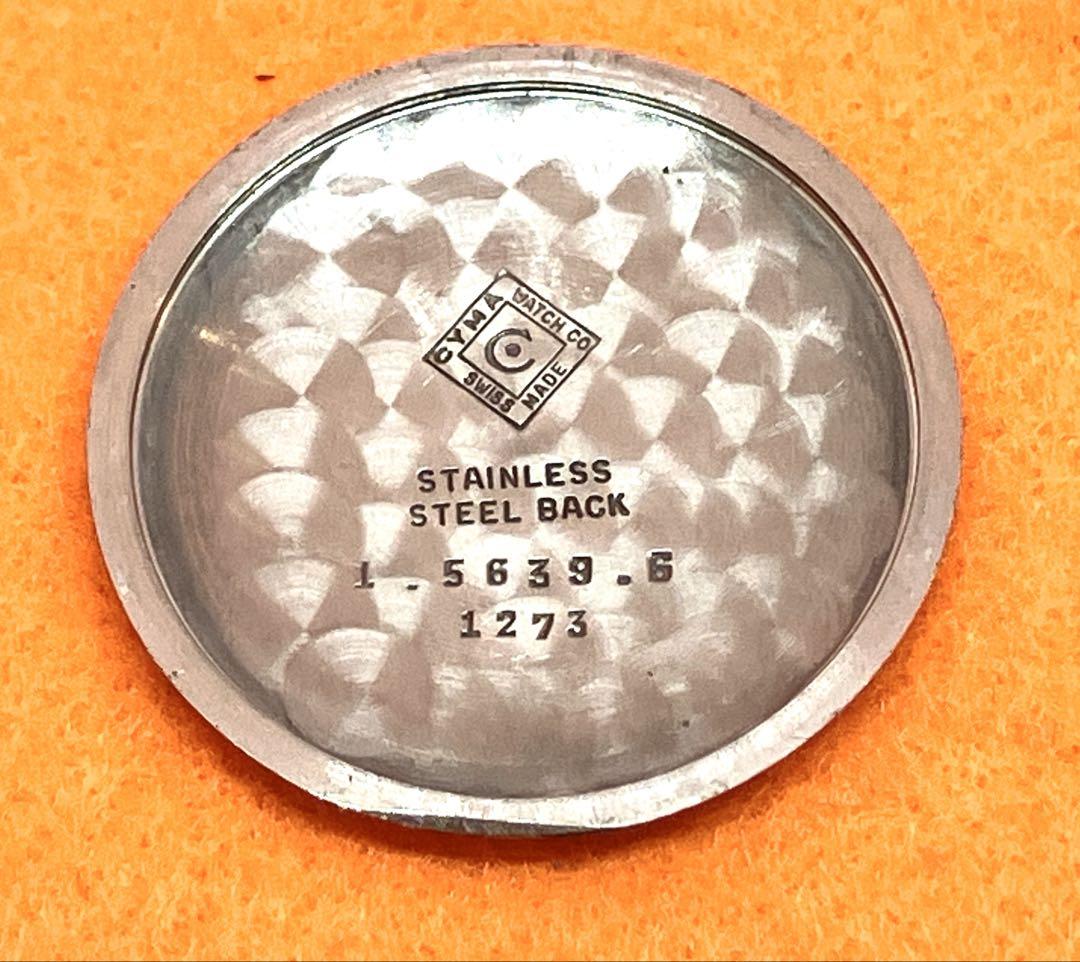 CYMA
WATCH CO
C
SWISS
MADE
STAINLESS
STEEL BACK
1.5639.6
1273